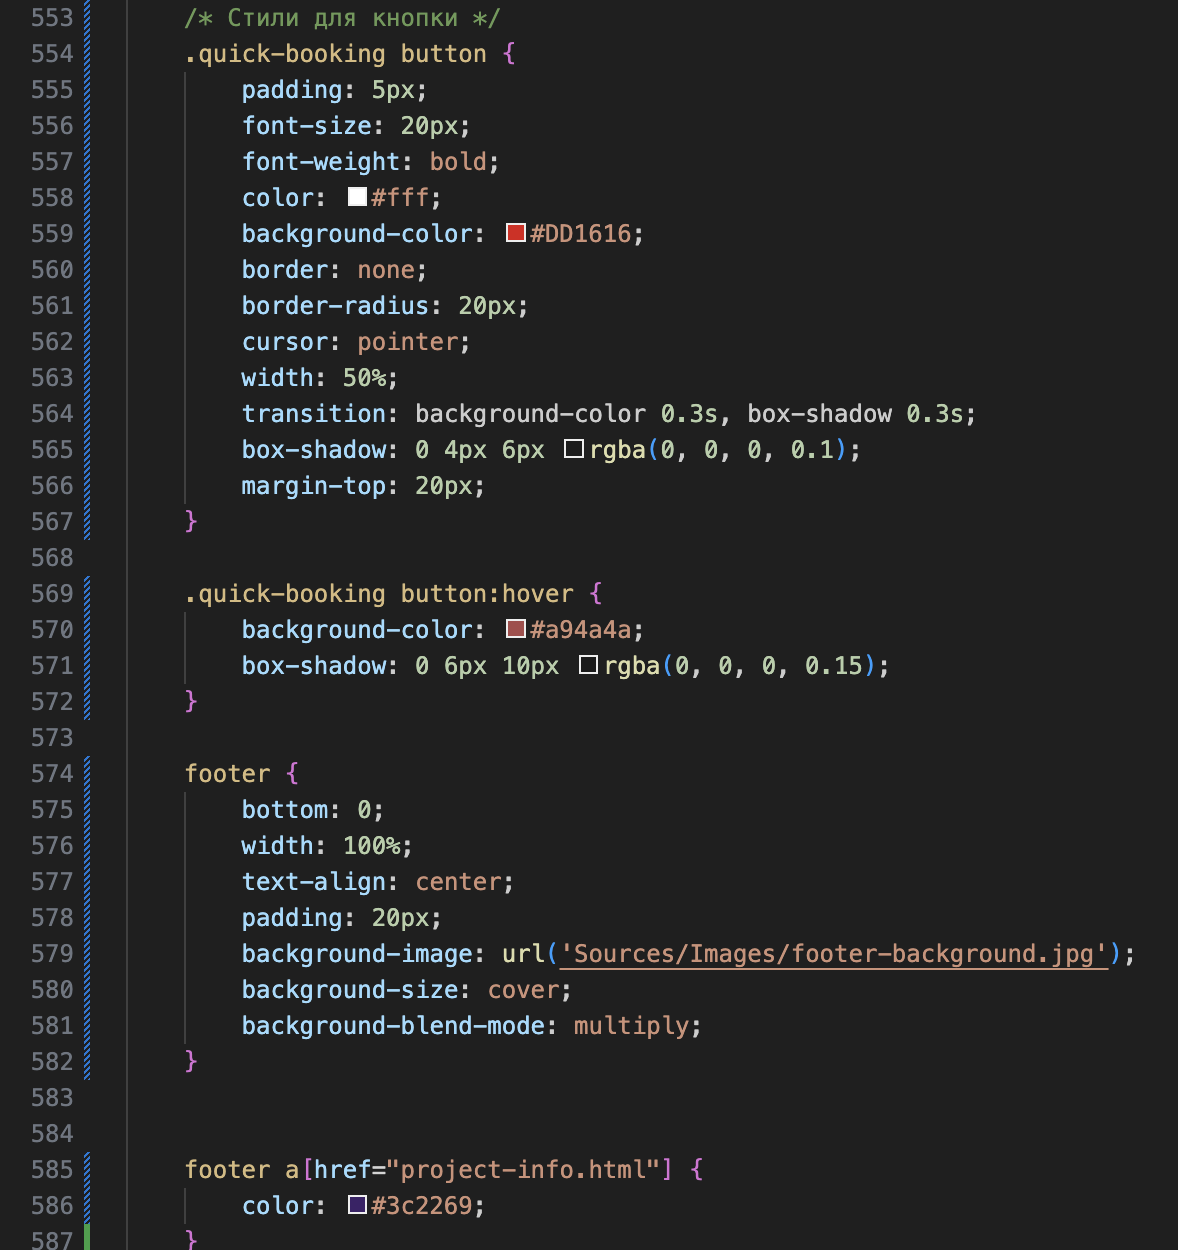 553 /* Стили для кнопки */
554 .quick-booking button {
555 padding: 5px;
556 font-size: 20px;
557 font-weight: bold;
558 color: #fff;
559 background-color: #DD1616;
560 border: none;
561 border-radius: 20px;
562 cursor: pointer;
563 width: 50%;
564 transition: background-color 0.3s, box-shadow 0.3s;
565 box-shadow: 0 4px 6px rgba(0, 0, 0, 0.1);
566 margin-top: 20px;
567 }
568
569 .quick-booking button:hover {
570 background-color: #a94a4a;
571 box-shadow: 0 6px 10px rgba(0, 0, 0, 0.15);
572 }
573
574 footer {
575 bottom: 0;
576 width: 100%;
577 text-align: center;
578 padding: 20px;
579 background-image: url('Sources/Images/footer-background.jpg');
580 background-size: cover;
581 background-blend-mode: multiply;
582 }
583
584
585 footer a[href="project-info.html"] {
586 color: #3c2269;
587 }